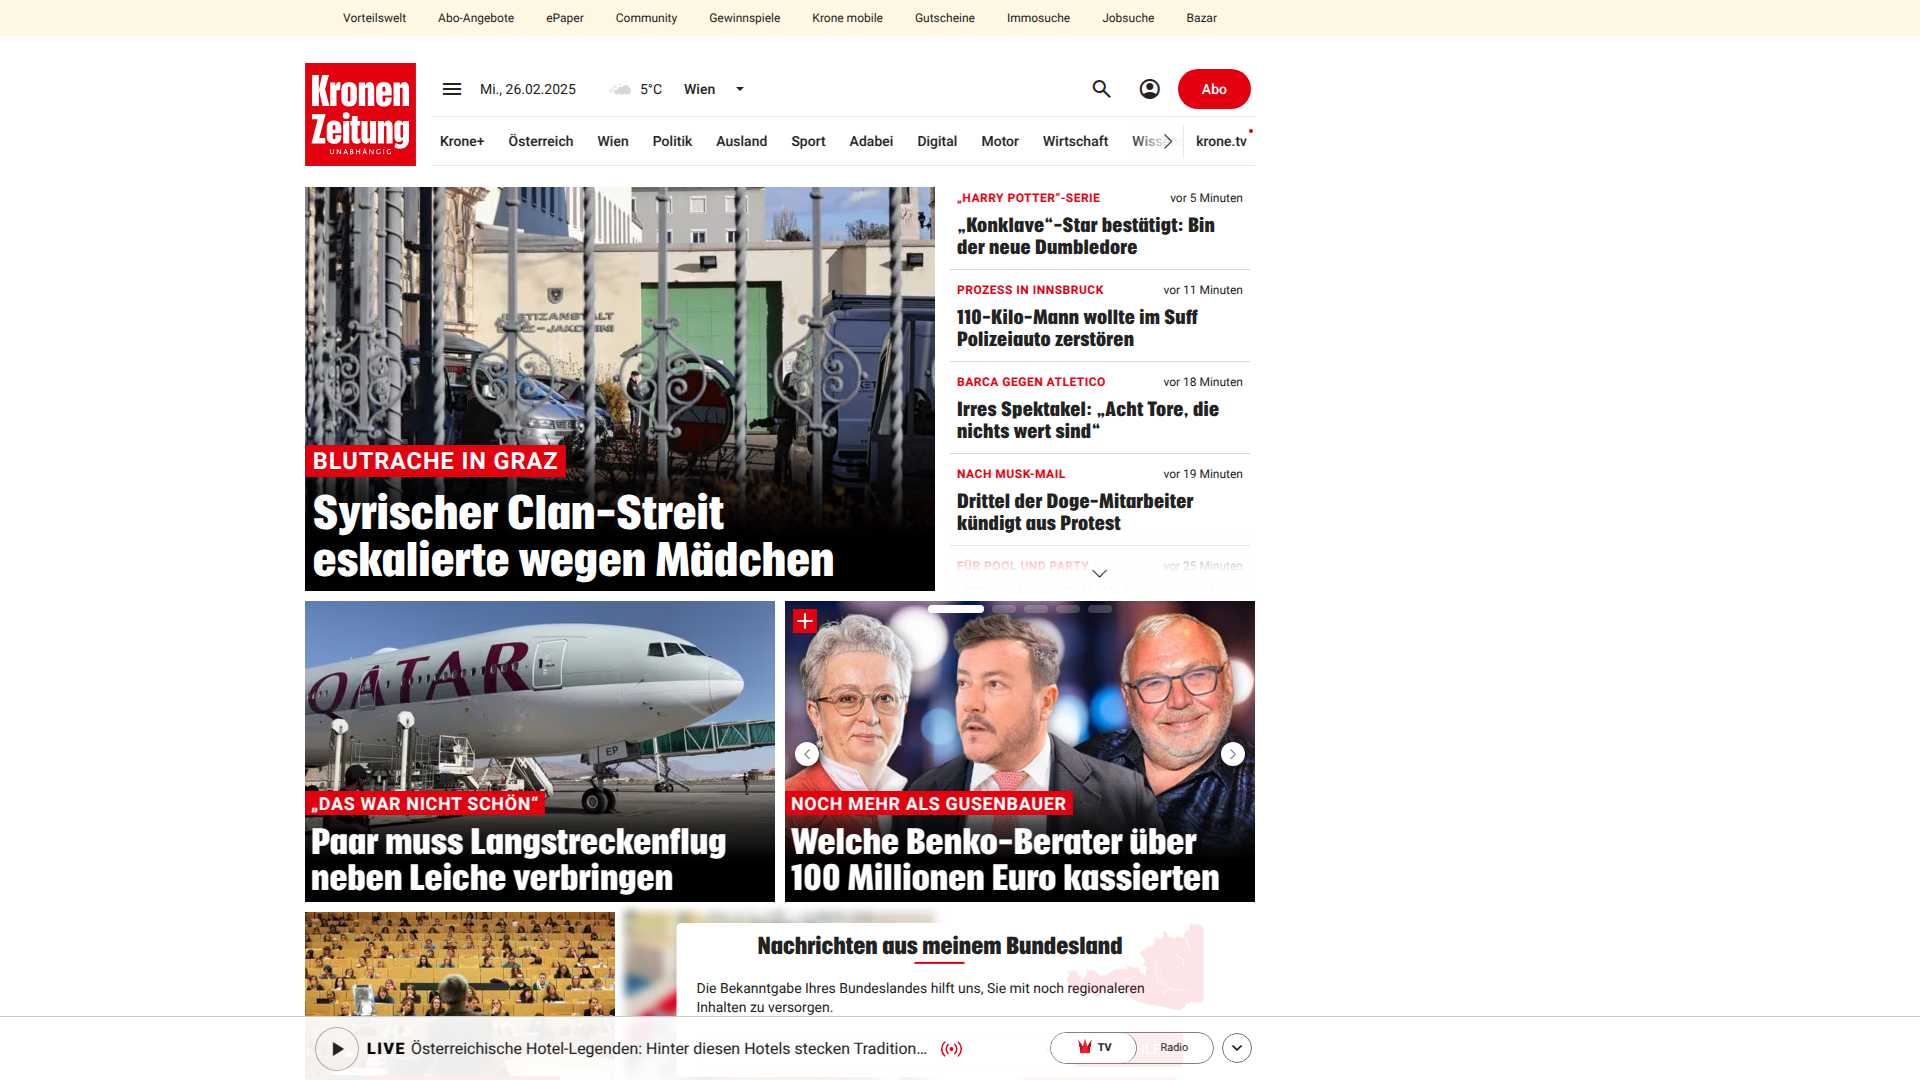 Vorteilswelt Abo-Angebote ePaper Community Gewinnspiele Krone mobile Gutscheine Immosuche Jobsuche Bazar
Kronen
Zeitung
UNABHÄNGIG
Mi., 26.02.2025 5°C Wien
Abo
Krone+ Österreich Wien Politik Ausland Sport Adabei Digital Motor Wirtschaft Wiss krone.tv
BLUTRACHE IN GRAZ
Syrischer Clan-Streit
eskalierte wegen Mädchen
„HARRY POTTER“-SERIE vor 5 Minuten
„Konklave“-Star bestätigt: Bin
der neue Dumbledore
PROZESS IN INNSBRUCK vor 11 Minuten
110-Kilo-Mann wollte im Suff
Polizeiauto zerstören
BARCA GEGEN ATLETICO vor 18 Minuten
Irres Spektakel: „Acht Tore, die
nichts wert sind“
NACH MUSK-MAIL vor 19 Minuten
Drittel der Doge-Mitarbeiter
kündigt aus Protest
FÜR POOL UND PARTY vor 25 Minuten
QATAR
EP
„DAS WAR NICHT SCHÖN“
Paar muss Langstreckenflug
neben Leiche verbringen
NOCH MEHR ALS GUSENBAUER
Welche Benko-Berater über
100 Millionen Euro kassierten
Nachrichten aus meinem Bundesland
Die Bekanntgabe Ihres Bundeslandes hilft uns, Sie mit noch regionaleren
Inhalten zu versorgen.
LIVE Österreichische Hotel-Legenden: Hinter diesen Hotels stecken Tradition...
TV Radio